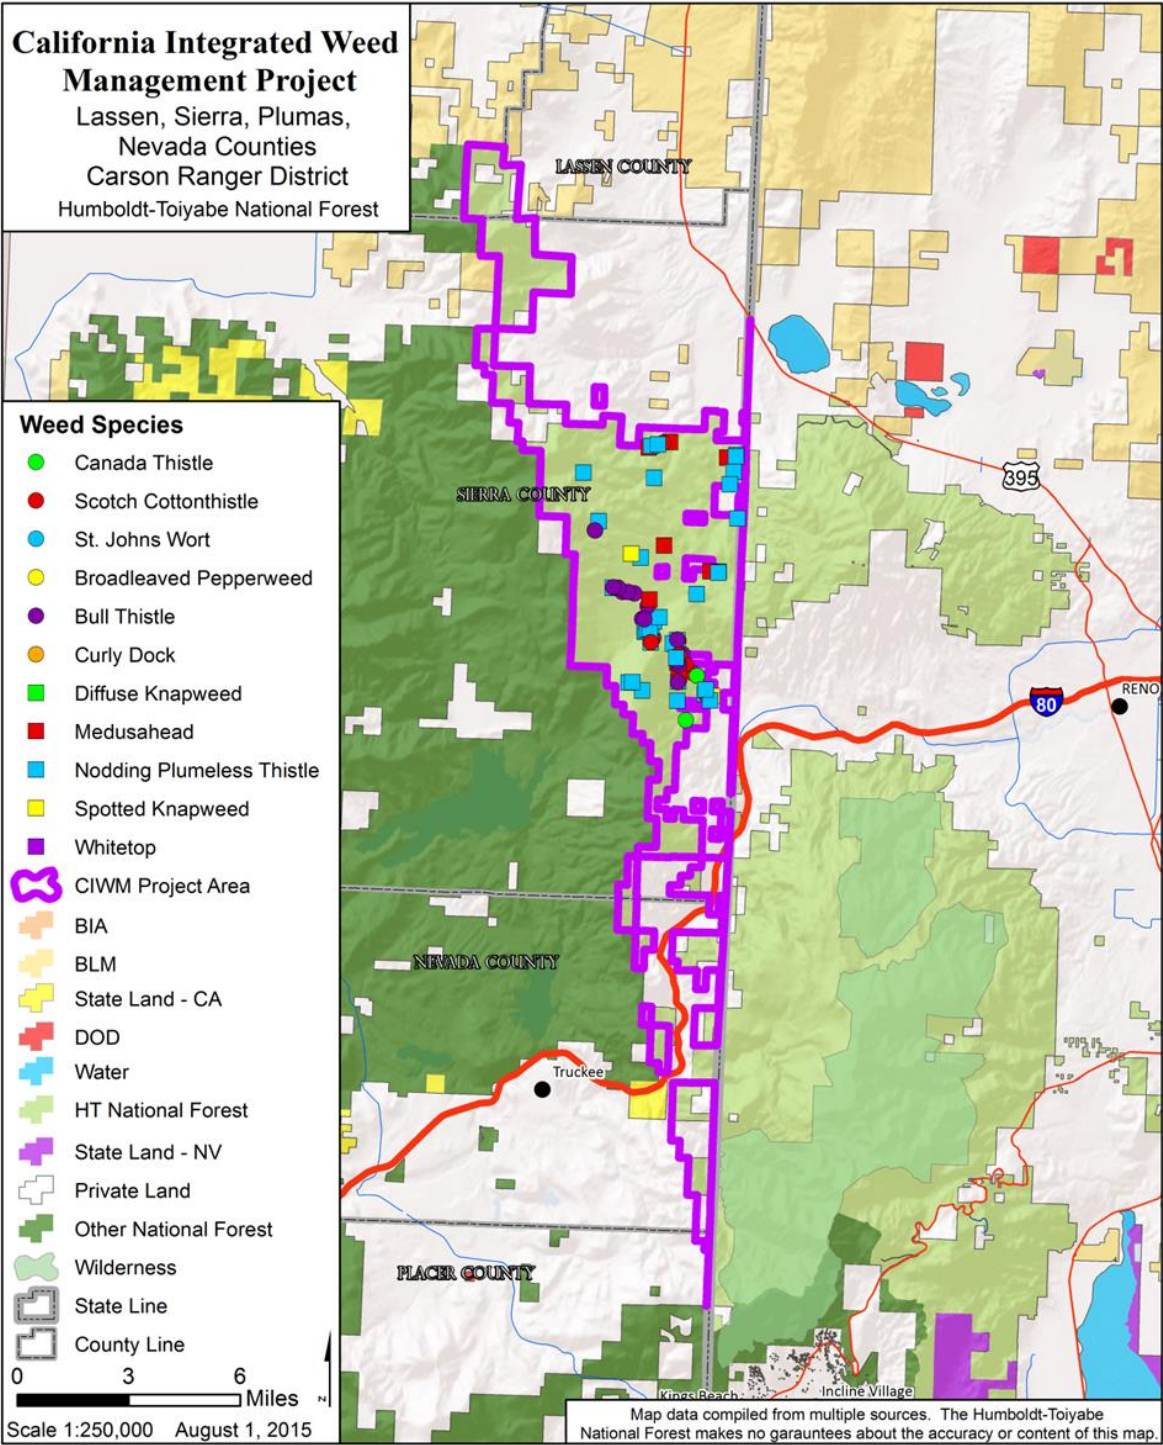 California Integrated Weed
Management Project
Lassen, Sierra, Plumas,
Nevada Counties
Carson Ranger District
Humboldt-Toiyabe National Forest
LASSEN COUNTY
SIERRA COUNTY
395
80
RENO
NEVADA COUNTY
Truckee
PLACER COUNTY
Kings Beach
Incline Village
Weed Species
Canada Thistle
Scotch Cottonthistle
St. Johns Wort
Broadleaved Pepperweed
Bull Thistle
Curly Dock
Diffuse Knapweed
Medusahead
Nodding Plumeless Thistle
Spotted Knapweed
Whitetop
CIWM Project Area
BIA
BLM
State Land - CA
DOD
Water
HT National Forest
State Land - NV
Private Land
Other National Forest
Wilderness
State Line
County Line
0 3 6
Miles
N
Scale 1:250,000 August 1, 2015
Map data compiled from multiple sources. The Humboldt-Toiyabe
National Forest makes no garauntees about the accuracy or content of this map.